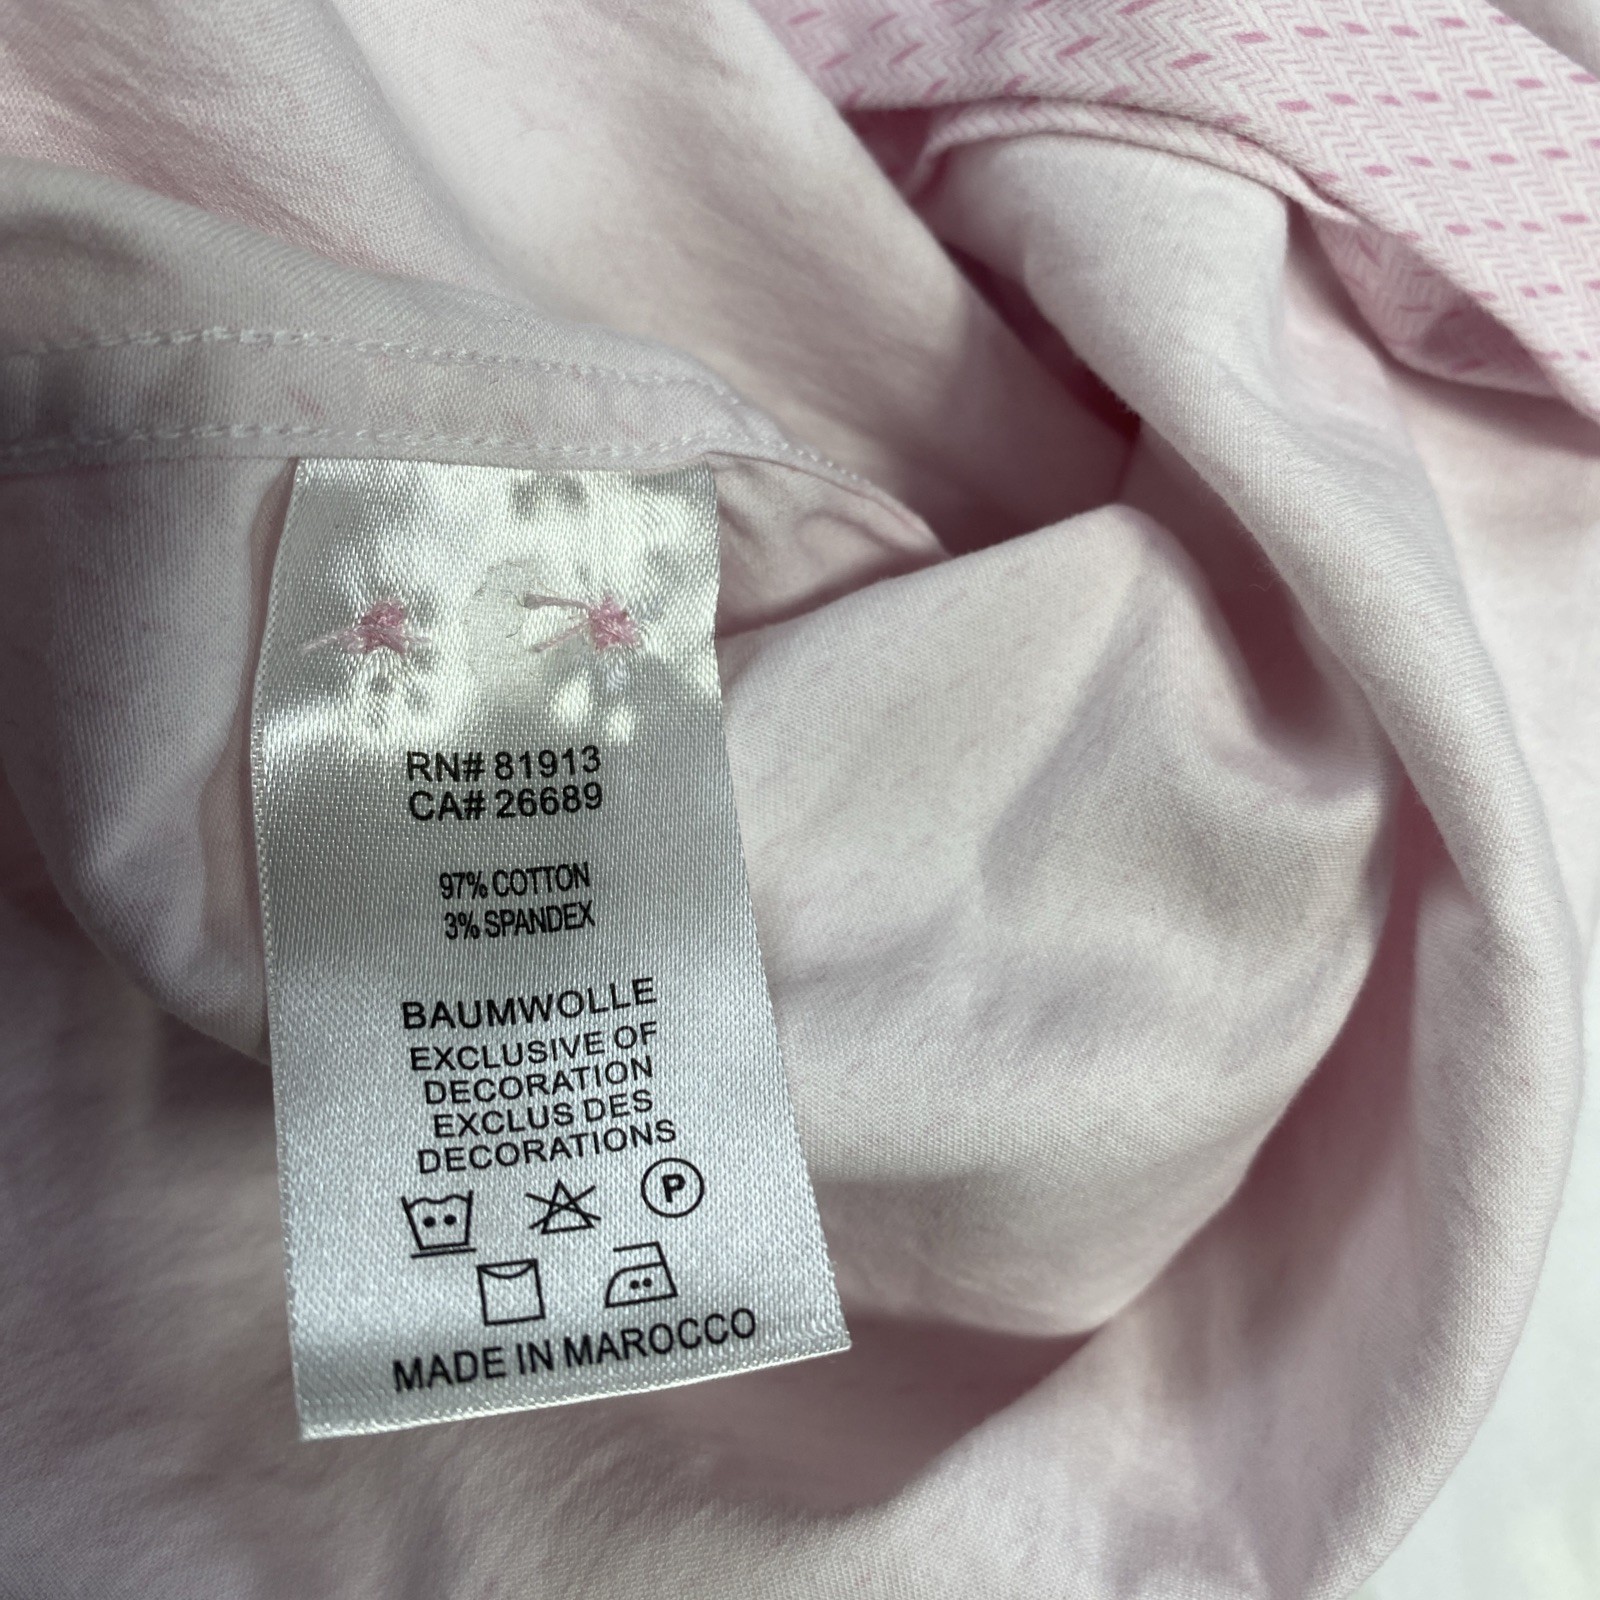 RN# 81913
CA# 26689
97% COTTON
3% SPANDEX
BAUMWOLLE
EXCLUSIVE OF
DECORATION
EXCLUS DES
DECORATIONS
P
MADE IN MAROCCO